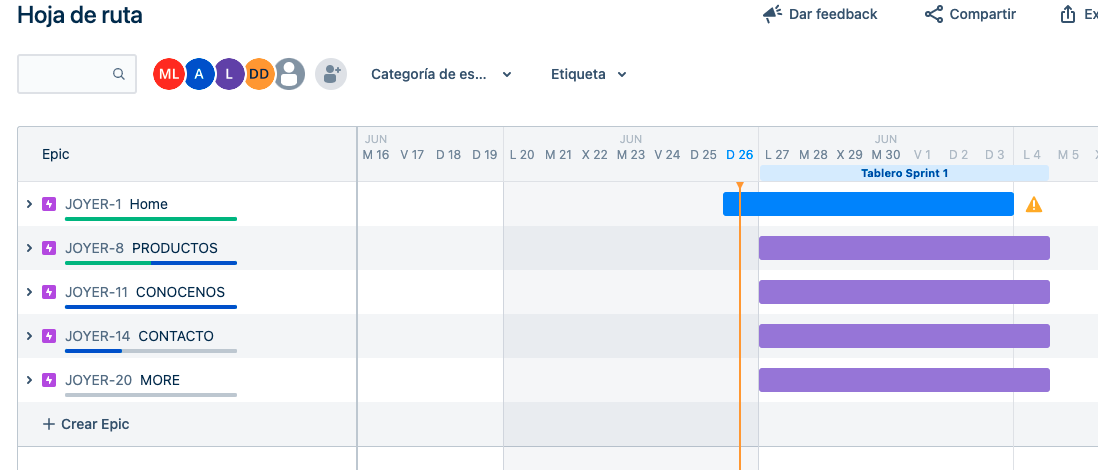 Hoja de ruta
Dar feedback
Compartir
Ex
ML A L DD
Categoría de es...
Etiqueta
Epic
JUN JUN JUN
M 16 V 17 D 18 D 19 L 20 M 21 X 22 M 23 V 24 D 25 D 26 L 27 M 28 X 29 M 30 V 1 D 2 D 3 L 4 M 5 X
Tablero Sprint 1
JOYER-1 Home
JOYER-8 PRODUCTOS
JOYER-11 CONOCENOS
JOYER-14 CONTACTO
JOYER-20 MORE
+ Crear Epic